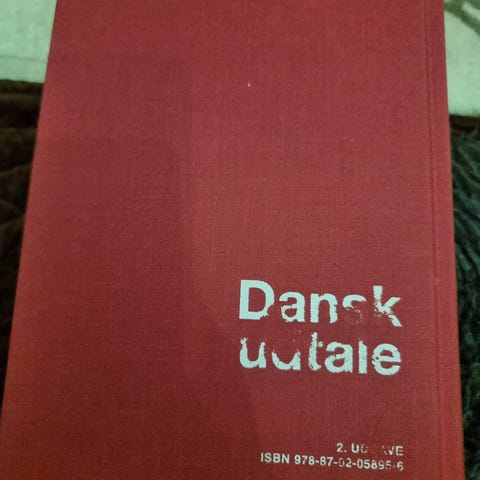 Dansk
udtale
2. UDGAVE
ISBN 978-87-02-05895-6